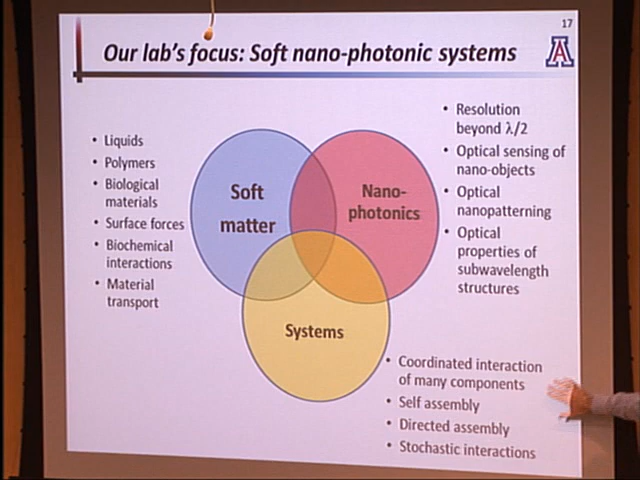 17
Our lab's focus: Soft nano-photonic systems
A
• Liquids
• Polymers
• Biological
materials
• Surface forces
• Biochemical
interactions
• Material
transport
Soft
matter
Nano-
photonics
Systems
• Resolution
beyond λ/2
• Optical sensing of
nano-objects
• Optical
nanopatterning
• Optical
properties of
subwavelength
structures
• Coordinated interaction
of many components
• Self assembly
• Directed assembly
• Stochastic interactions